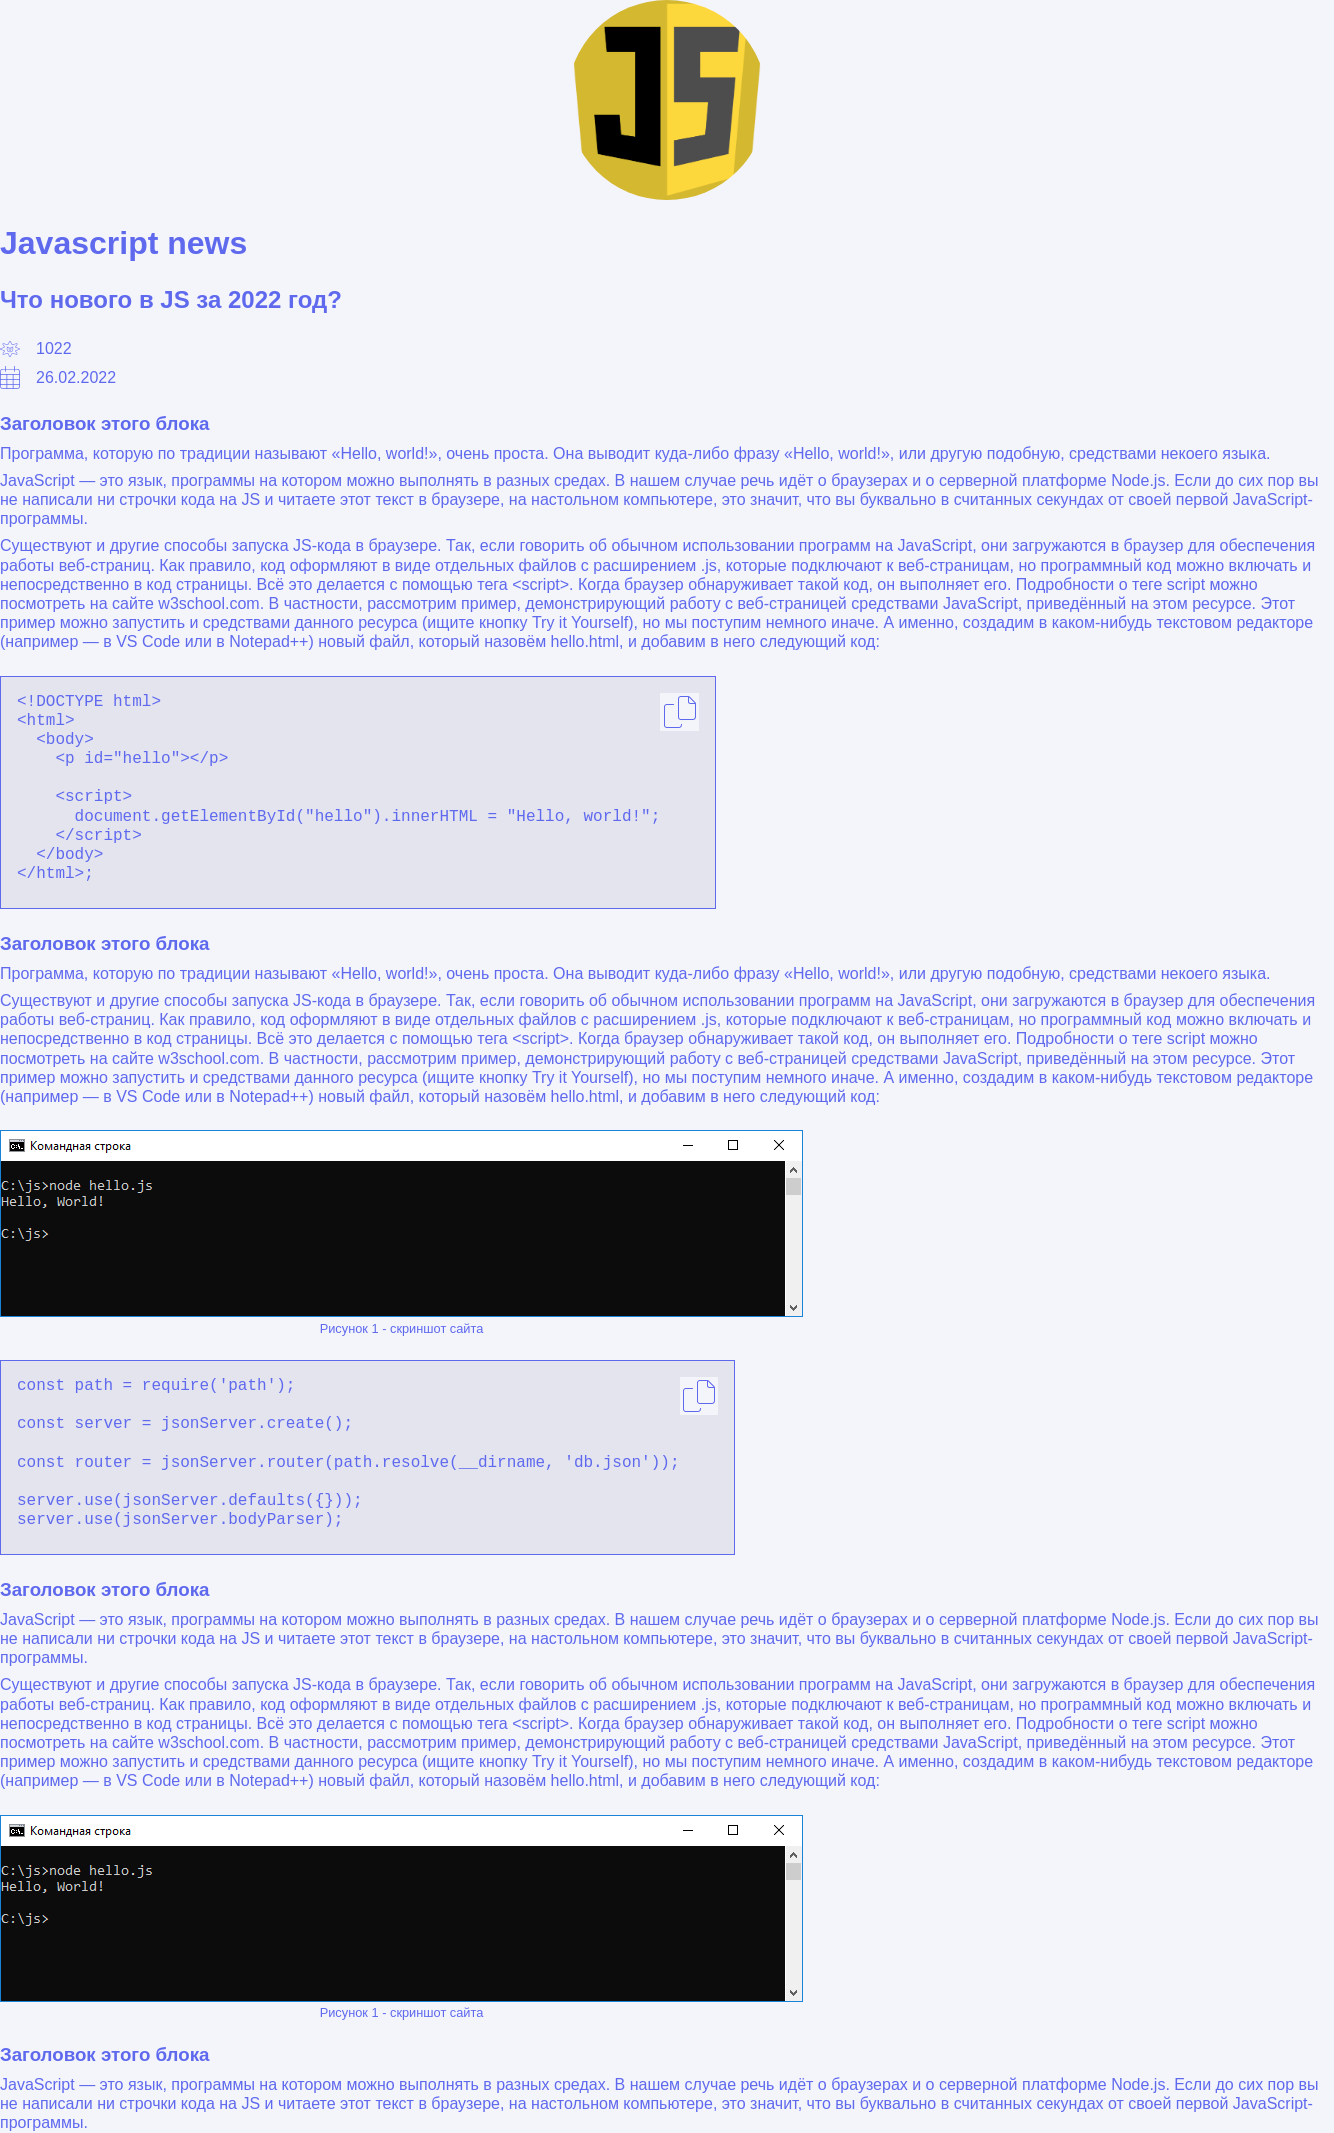 JS
Javascript news
Что нового в JS за 2022 год?
1022
26.02.2022
Заголовок этого блока
Программа, которую по традиции называют «Hello, world!», очень проста. Она выводит куда-либо фразу «Hello, world!», или другую подобную, средствами некоего языка.
JavaScript — это язык, программы на котором можно выполнять в разных средах. В нашем случае речь идёт о браузерах и о серверной платформе Node.js. Если до сих пор вы
не написали ни строчки кода на JS и читаете этот текст в браузере, на настольном компьютере, это значит, что вы буквально в считанных секундах от своей первой JavaScript-
программы.
Существуют и другие способы запуска JS-кода в браузере. Так, если говорить об обычном использовании программ на JavaScript, они загружаются в браузер для обеспечения
работы веб-страниц. Как правило, код оформляют в виде отдельных файлов с расширением .js, которые подключают к веб-страницам, но программный код можно включать и
непосредственно в код страницы. Всё это делается с помощью тега <script>. Когда браузер обнаруживает такой код, он выполняет его. Подробности о теге script можно
посмотреть на сайте w3school.com. В частности, рассмотрим пример, демонстрирующий работу с веб-страницей средствами JavaScript, приведённый на этом ресурсе. Этот
пример можно запустить и средствами данного ресурса (ищите кнопку Try it Yourself), но мы поступим немного иначе. А именно, создадим в каком-нибудь текстовом редакторе
(например — в VS Code или в Notepad++) новый файл, который назовём hello.html, и добавим в него следующий код:
<!DOCTYPE html>
<html>
  <body>
    <p id="hello"></p>
    <script>
      document.getElementById("hello").innerHTML = "Hello, world!";
    </script>
  </body>
</html>;
Заголовок этого блока
Программа, которую по традиции называют «Hello, world!», очень проста. Она выводит куда-либо фразу «Hello, world!», или другую подобную, средствами некоего языка.
Существуют и другие способы запуска JS-кода в браузере. Так, если говорить об обычном использовании программ на JavaScript, они загружаются в браузер для обеспечения
работы веб-страниц. Как правило, код оформляют в виде отдельных файлов с расширением .js, которые подключают к веб-страницам, но программный код можно включать и
непосредственно в код страницы. Всё это делается с помощью тега <script>. Когда браузер обнаруживает такой код, он выполняет его. Подробности о теге script можно
посмотреть на сайте w3school.com. В частности, рассмотрим пример, демонстрирующий работу с веб-страницей средствами JavaScript, приведённый на этом ресурсе. Этот
пример можно запустить и средствами данного ресурса (ищите кнопку Try it Yourself), но мы поступим немного иначе. А именно, создадим в каком-нибудь текстовом редакторе
(например — в VS Code или в Notepad++) новый файл, который назовём hello.html, и добавим в него следующий код:
Командная строка
C:\js>node hello.js
Hello, World!
C:\js>
Рисунок 1 - скриншот сайта
const path = require('path');
const server = jsonServer.create();
const router = jsonServer.router(path.resolve(__dirname, 'db.json'));
server.use(jsonServer.defaults({}));
server.use(jsonServer.bodyParser);
Заголовок этого блока
JavaScript — это язык, программы на котором можно выполнять в разных средах. В нашем случае речь идёт о браузерах и о серверной платформе Node.js. Если до сих пор вы
не написали ни строчки кода на JS и читаете этот текст в браузере, на настольном компьютере, это значит, что вы буквально в считанных секундах от своей первой JavaScript-
программы.
Существуют и другие способы запуска JS-кода в браузере. Так, если говорить об обычном использовании программ на JavaScript, они загружаются в браузер для обеспечения
работы веб-страниц. Как правило, код оформляют в виде отдельных файлов с расширением .js, которые подключают к веб-страницам, но программный код можно включать и
непосредственно в код страницы. Всё это делается с помощью тега <script>. Когда браузер обнаруживает такой код, он выполняет его. Подробности о теге script можно
посмотреть на сайте w3school.com. В частности, рассмотрим пример, демонстрирующий работу с веб-страницей средствами JavaScript, приведённый на этом ресурсе. Этот
пример можно запустить и средствами данного ресурса (ищите кнопку Try it Yourself), но мы поступим немного иначе. А именно, создадим в каком-нибудь текстовом редакторе
(например — в VS Code или в Notepad++) новый файл, который назовём hello.html, и добавим в него следующий код:
Командная строка
C:\js>node hello.js
Hello, World!
C:\js>
Рисунок 1 - скриншот сайта
Заголовок этого блока
JavaScript — это язык, программы на котором можно выполнять в разных средах. В нашем случае речь идёт о браузерах и о серверной платформе Node.js. Если до сих пор вы
не написали ни строчки кода на JS и читаете этот текст в браузере, на настольном компьютере, это значит, что вы буквально в считанных секундах от своей первой JavaScript-
программы.